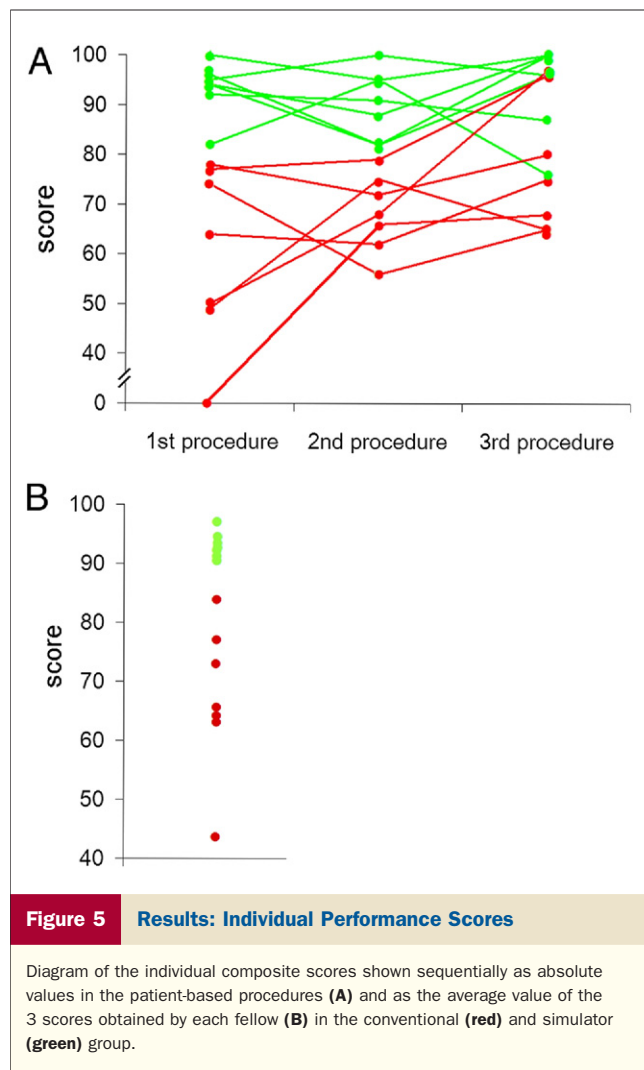 A
100
90
80
70
60
50
40
0
score
1st procedure 2nd procedure 3rd procedure
B
100
90
80
70
60
50
40
score
Figure 5 Results: Individual Performance Scores
Diagram of the individual composite scores shown sequentially as absolute
values in the patient-based procedures (A) and as the average value of the
3 scores obtained by each fellow (B) in the conventional (red) and simulator
(green) group.